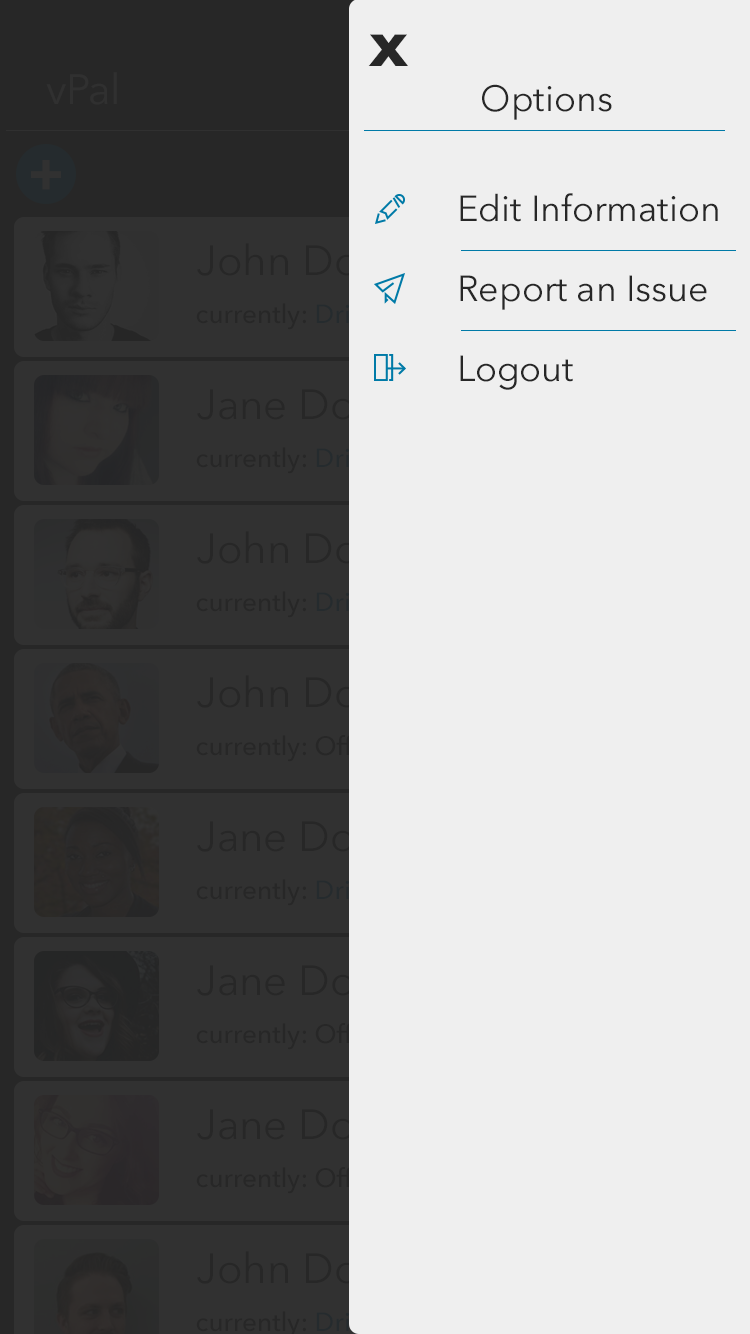 vPal
X
Options
Edit Information
Report an Issue
Logout
John Do
currently: Dri
Jane Do
currently: Dri
John Do
currently: Dri
John Do
currently: Off
Jane Do
currently: Dri
Jane Do
currently: Off
Jane Do
currently: Off
John Do
currently: Dri